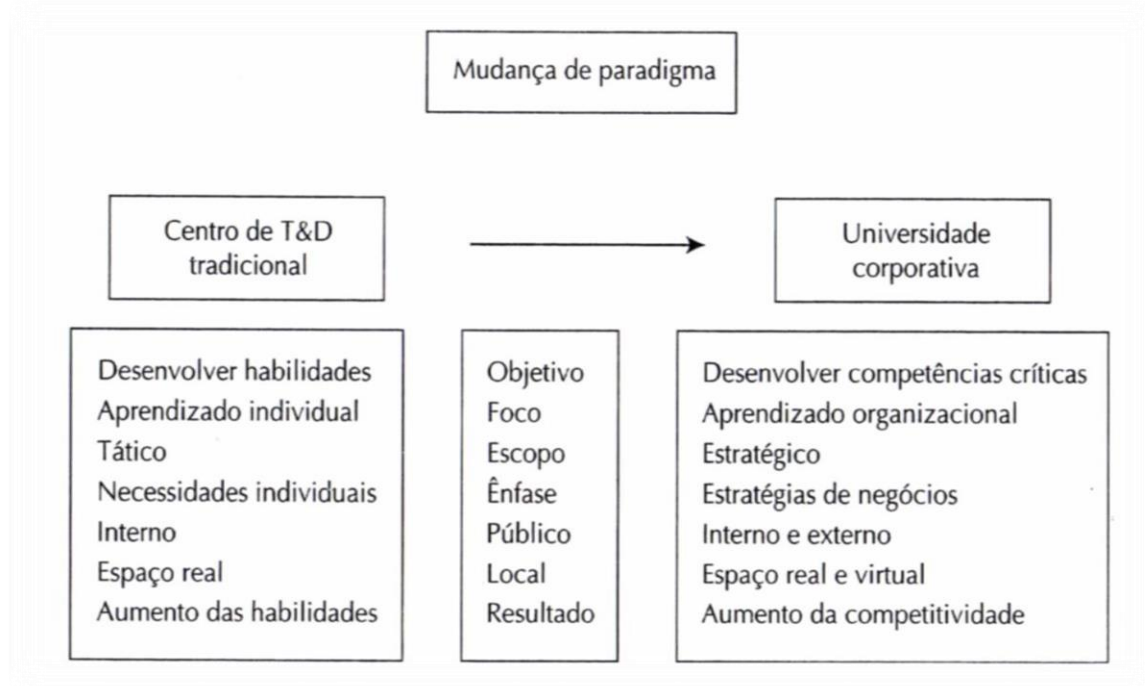 Mudança de paradigma
Centro de T&D
tradicional
Universidade
corporativa
Desenvolver habilidades
Aprendizado individual
Tático
Necessidades individuais
Interno
Espaço real
Aumento das habilidades
Objetivo
Foco
Escopo
Ênfase
Público
Local
Resultado
Desenvolver competências críticas
Aprendizado organizacional
Estratégico
Estratégias de negócios
Interno e externo
Espaço real e virtual
Aumento da competitividade